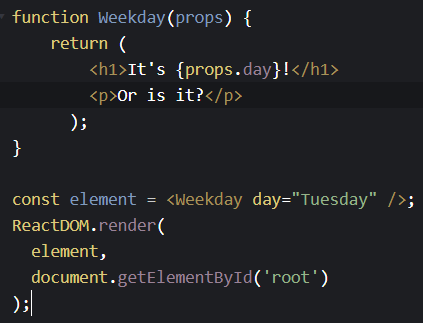 function Weekday(props) {
    return (
        <h1>It's {props.day}!</h1>
        <p>Or is it?</p>
      );
}

const element = <Weekday day="Tuesday" />;
ReactDOM.render(
  element,
  document.getElementById('root')
);